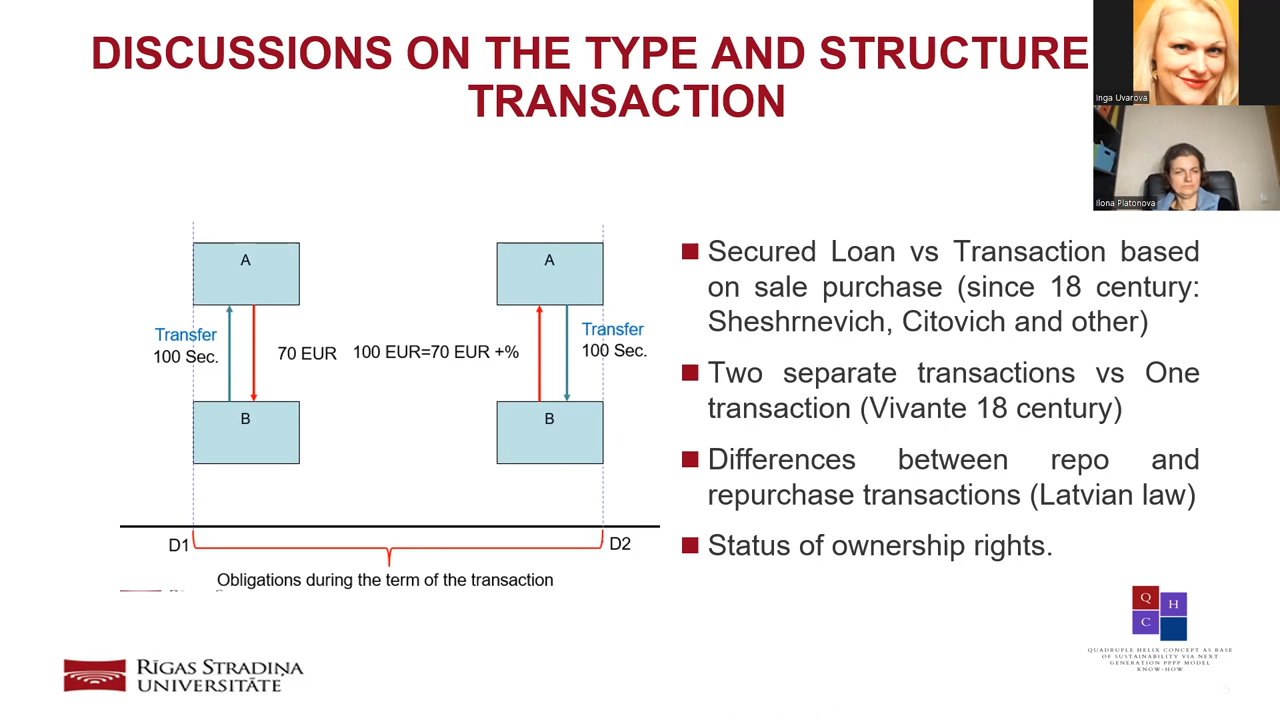 DISCUSSIONS ON THE TYPE AND STRUCTURE
TRANSACTION
Inga Uvarova
Ilona Platonova
A
A
Transfer
100 Sec.
70 EUR
100 EUR=70 EUR +%
Transfer
100 Sec.
B
B
D1
D2
Obligations during the term of the transaction
Secured Loan vs Transaction based
on sale purchase (since 18 century:
Sheshrnevich, Citovich and other)
Two separate transactions vs One
transaction (Vivante 18 century)
Differences between repo and
repurchase transactions (Latvian law)
Status of ownership rights.
Q
H
C
QUADRUPLE HELIX CONCEPT AS BASE
OF SUSTAINABILITY VIA NEXT
GENERATION PPPP MODEL
KNOW-HOW
RĪGAS STRADIŅA
UNIVERSITĀTE
5